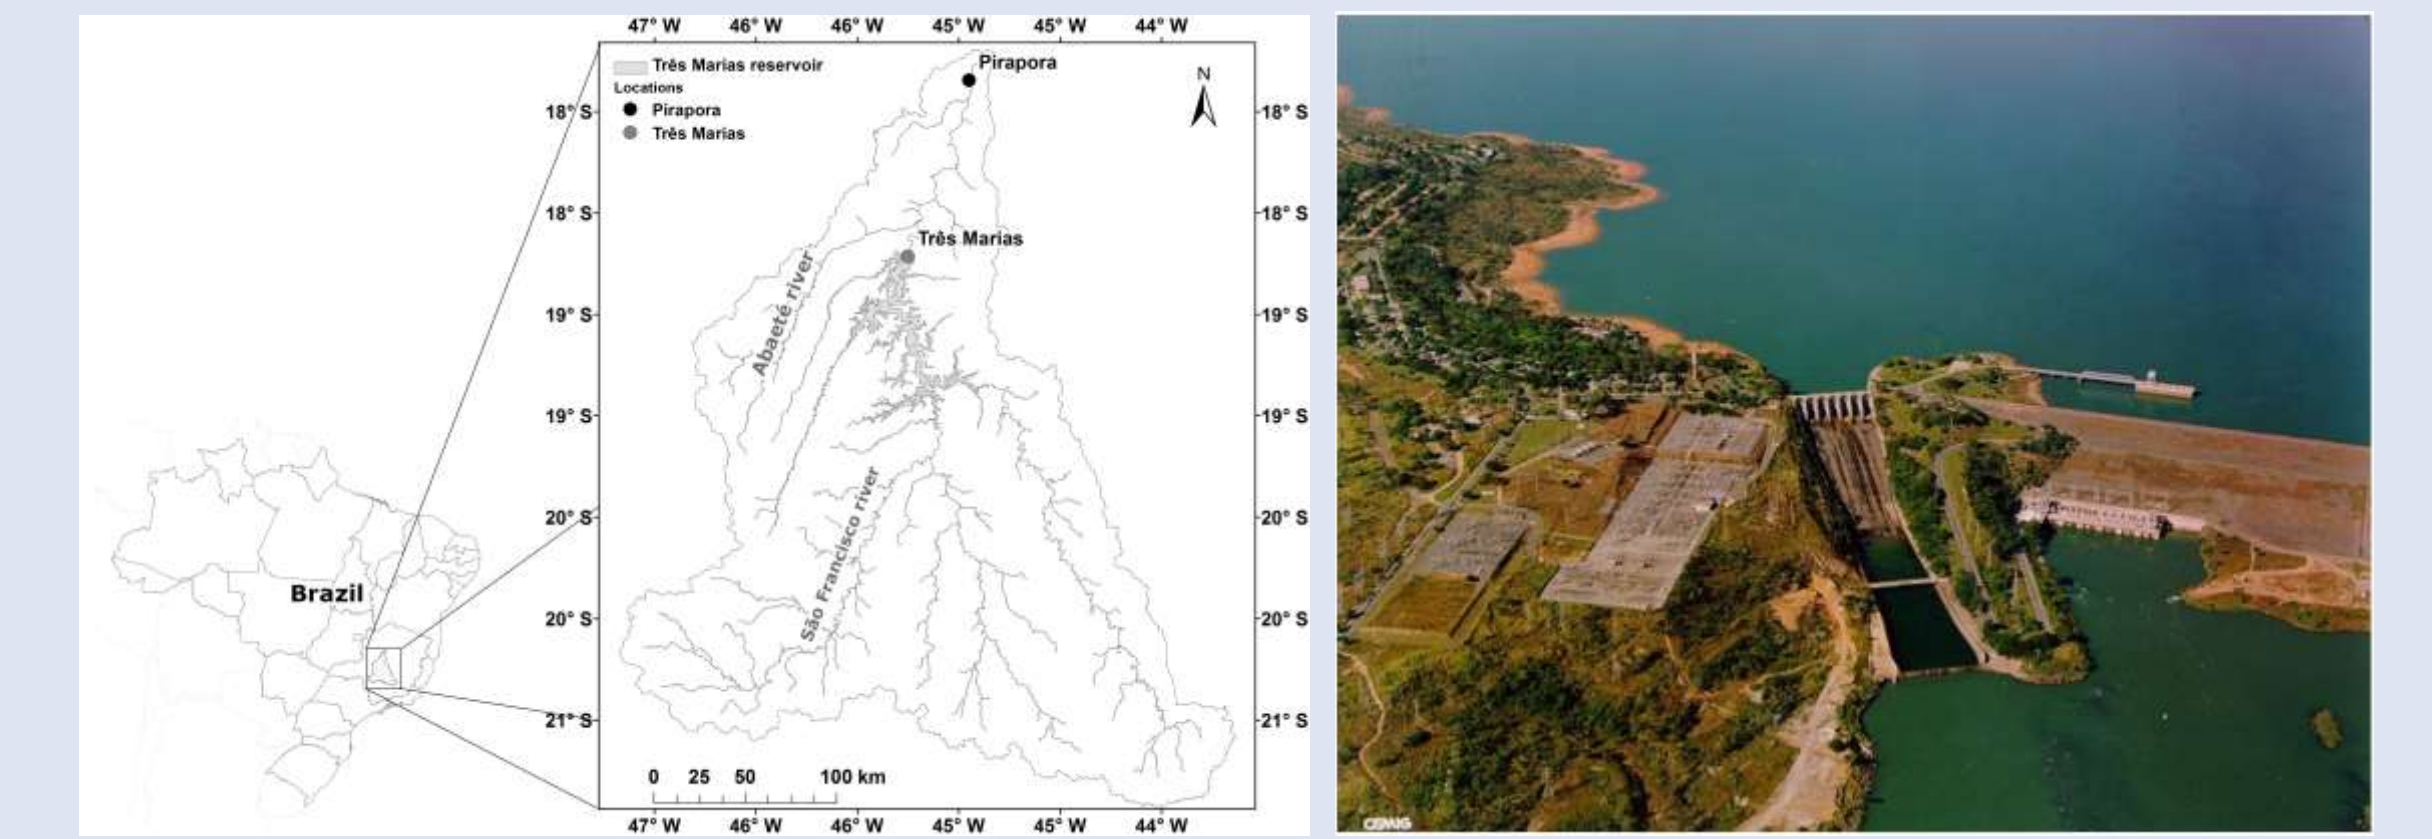 47° W 46° W 46° W 45° W 45° W 44° W
Três Marias reservoir
Locations
Pirapora
Três Marias
N
Pirapora
18° S 18° S
18° S 18° S
Três Marias
Abaeté river
19° S 19° S
19° S 19° S
São Francisco river
20° S 20° S
Brazil
20° S 20° S
21° S 21° S
0 25 50 100 km
47° W 46° W 46° W 45° W 45° W 44° W
CEMIG